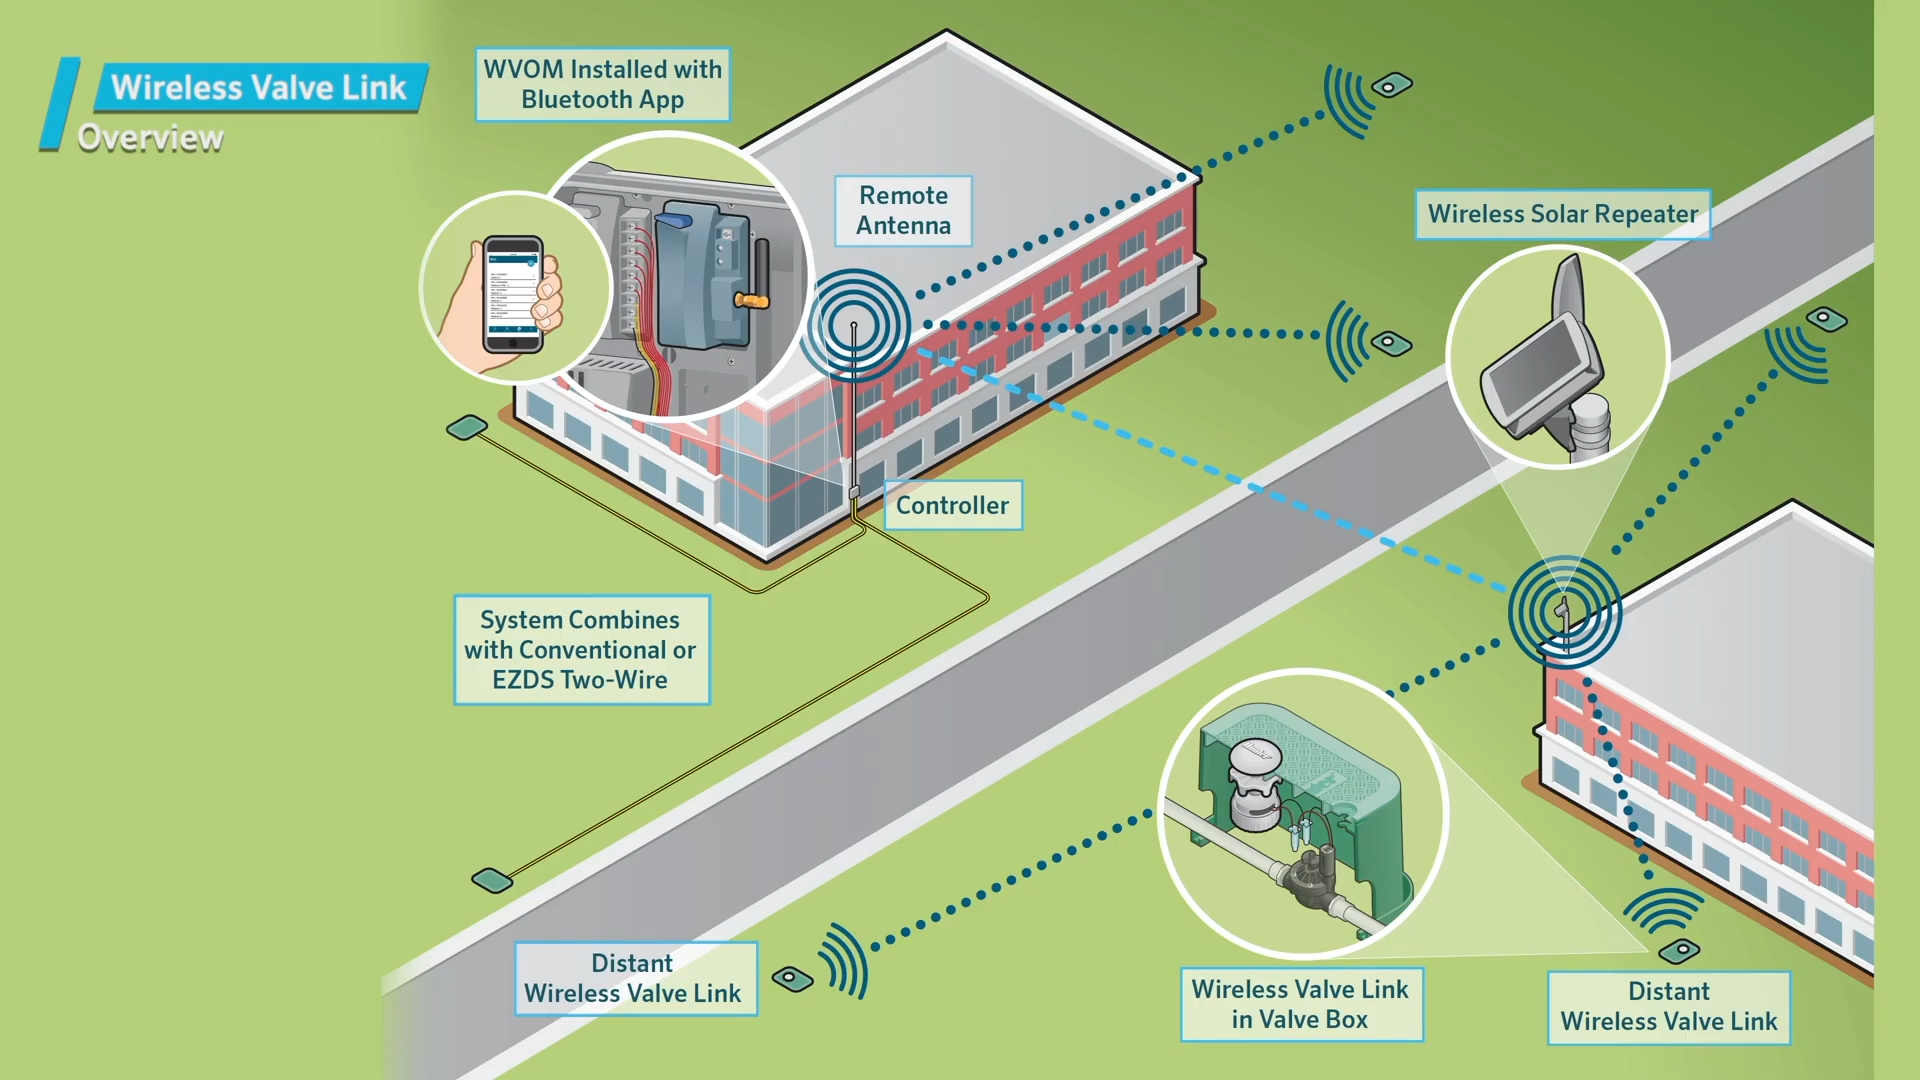 Wireless Valve Link
Overview
WVOM Installed with
Bluetooth App
Remote
Antenna
Wireless Solar Repeater
Controller
System Combines
with Conventional or
EZDS Two-Wire
Distant
Wireless Valve Link
Wireless Valve Link
in Valve Box
Distant
Wireless Valve Link